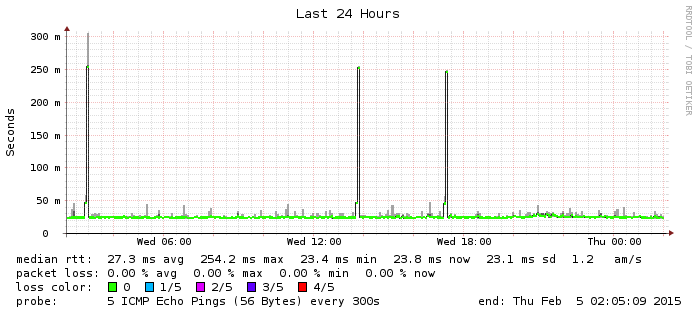 Last 24 Hours
RRDTOOL / TOBI OETIKER
Seconds
300 m
250 m
200 m
150 m
100 m
50 m
0
Wed 06:00 Wed 12:00 Wed 18:00 Thu 00:00
median rtt: 27.3 ms avg 254.2 ms max 23.4 ms min 23.8 ms now 23.1 ms sd 1.2 am/s
packet loss: 0.00 % avg 0.00 % max 0.00 % min 0.00 % now
loss color: 0 1/5 2/5 3/5 4/5
probe: 5 ICMP Echo Pings (56 Bytes) every 300s end: Thu Feb 5 02:05:09 2015